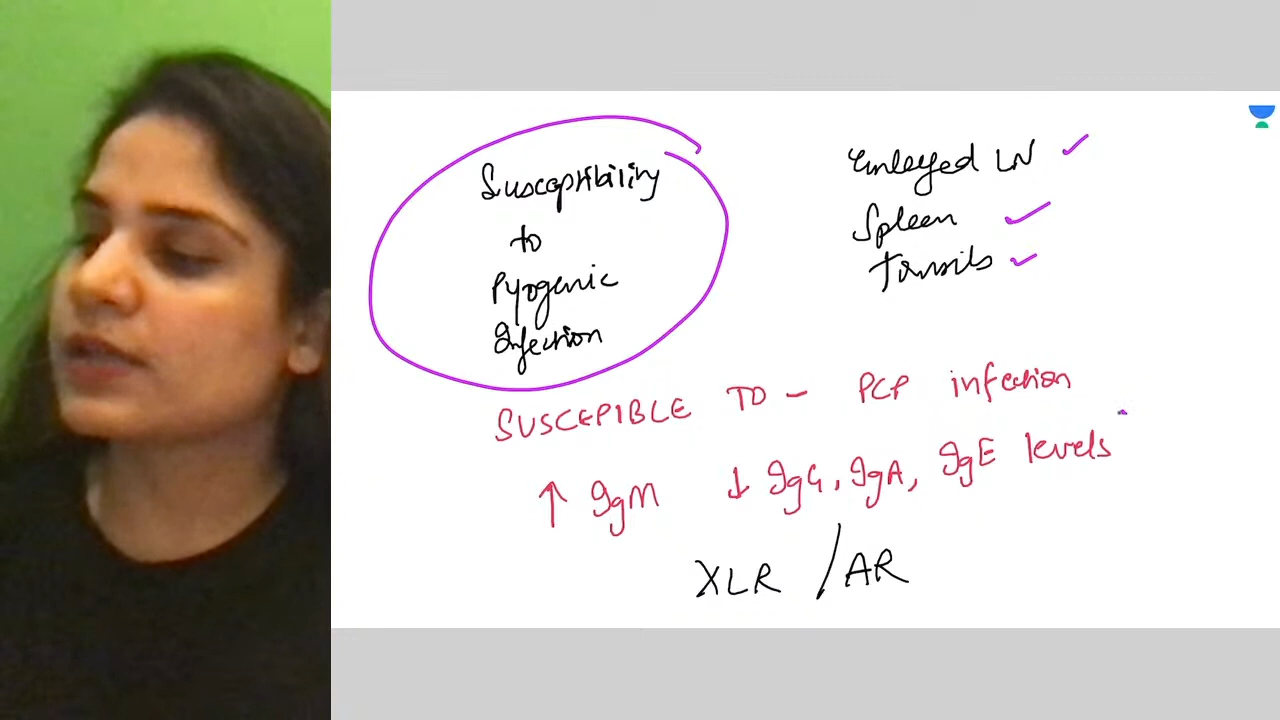 Susceptibility
to
Pyogenic
Infection
Enlarged LN ✓
Spleen ✓
Tonsils ✓
SUSCEPIBLE TO - PCP infection
↑ IgM ↓ IgG, IgA, IgE levels
XLR / AR